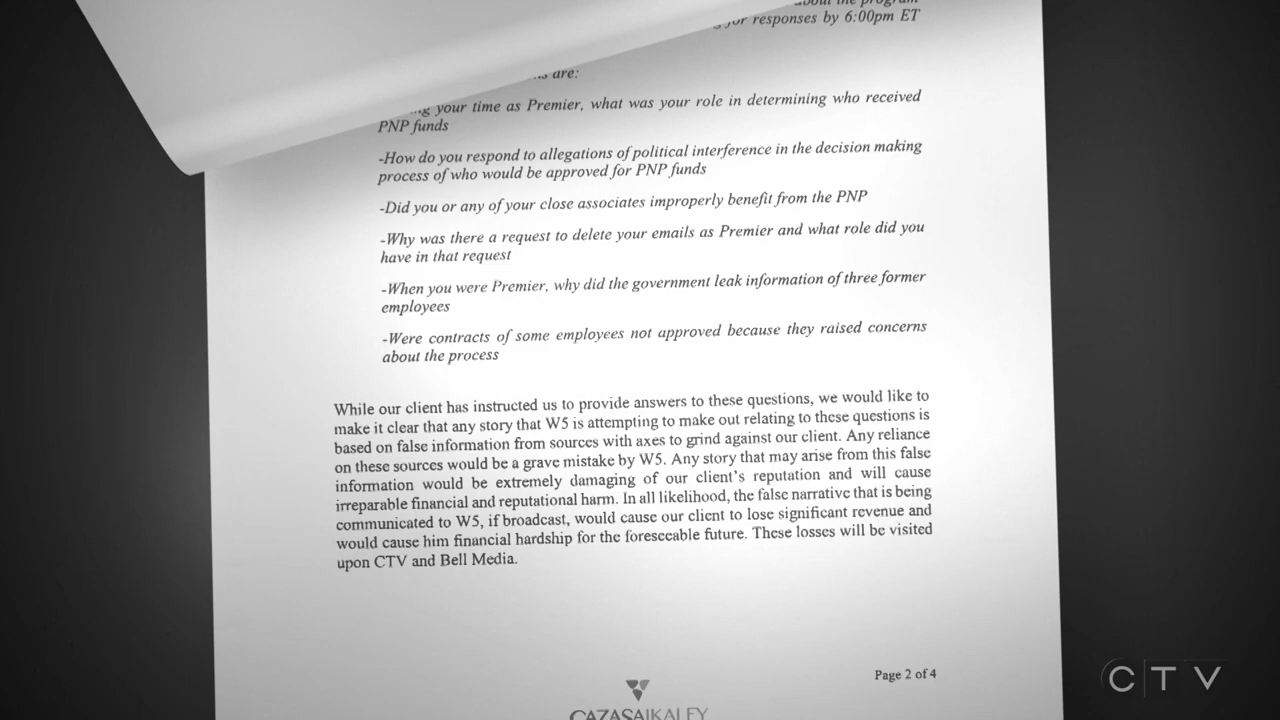 about the program
for responses by 6:00pm ET
are:
your time as Premier, what was your role in determining who received
PNP funds
-How do you respond to allegations of political interference in the decision making
process of who would be approved for PNP funds
-Did you or any of your close associates improperly benefit from the PNP
-Why was there a request to delete your emails as Premier and what role did you
have in that request
-When you were Premier, why did the government leak information of three former
employees
-Were contracts of some employees not approved because they raised concerns
about the process
While our client has instructed us to provide answers to these questions, we would like to
make it clear that any story that W5 is attempting to make out relating to these questions is
based on false information from sources with axes to grind against our client. Any reliance
on these sources would be a grave mistake by W5. Any story that may arise from this false
information would be extremely damaging of our client's reputation and will cause
irreparable financial and reputational harm. In all likelihood, the false narrative that is being
communicated to W5, if broadcast, would cause our client to lose significant revenue and
would cause him financial hardship for the foreseeable future. These losses will be visited
upon CTV and Bell Media.
Page 2 of 4
CAZASAIKALEY
CTV